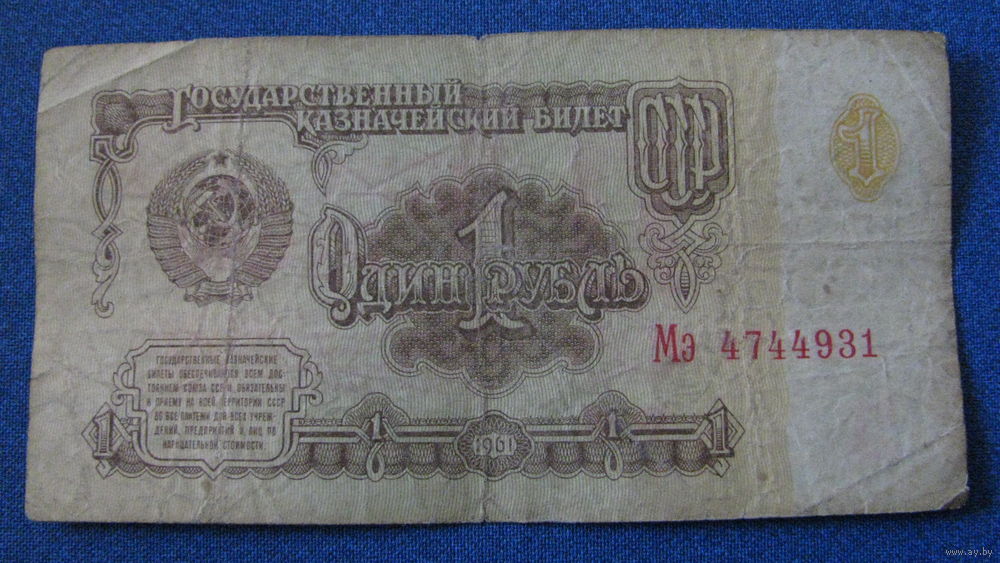 ГОСУДАРСТВЕННЫЙ
КАЗНАЧЕЙСКИЙ БИЛЕТ
СССР
1
1
ОДИН РУБЛЬ
Мэ 4744931
ГОСУДАРСТВЕННЫЕ КАЗНАЧЕЙСКИЕ
БИЛЕТЫ ОБЕСПЕЧИВАЮТСЯ ВСЕМ ДОС-
ТОЯНИЕМ СОЮЗА ССР И ОБЯЗАТЕЛЬНЫ
К ПРИЕМУ НА ВСЕЙ ТЕРРИТОРИИ СССР
ВО ВСЕ ПЛАТЕЖИ ДЛЯ ВСЕХ УЧРЕЖ-
ДЕНИЙ, ПРЕДПРИЯТИЙ И ЛИЦ ПО
НАРИЦАТЕЛЬНОЙ СТОИМОСТИ
1 1 1961 1 1
www.ay.by